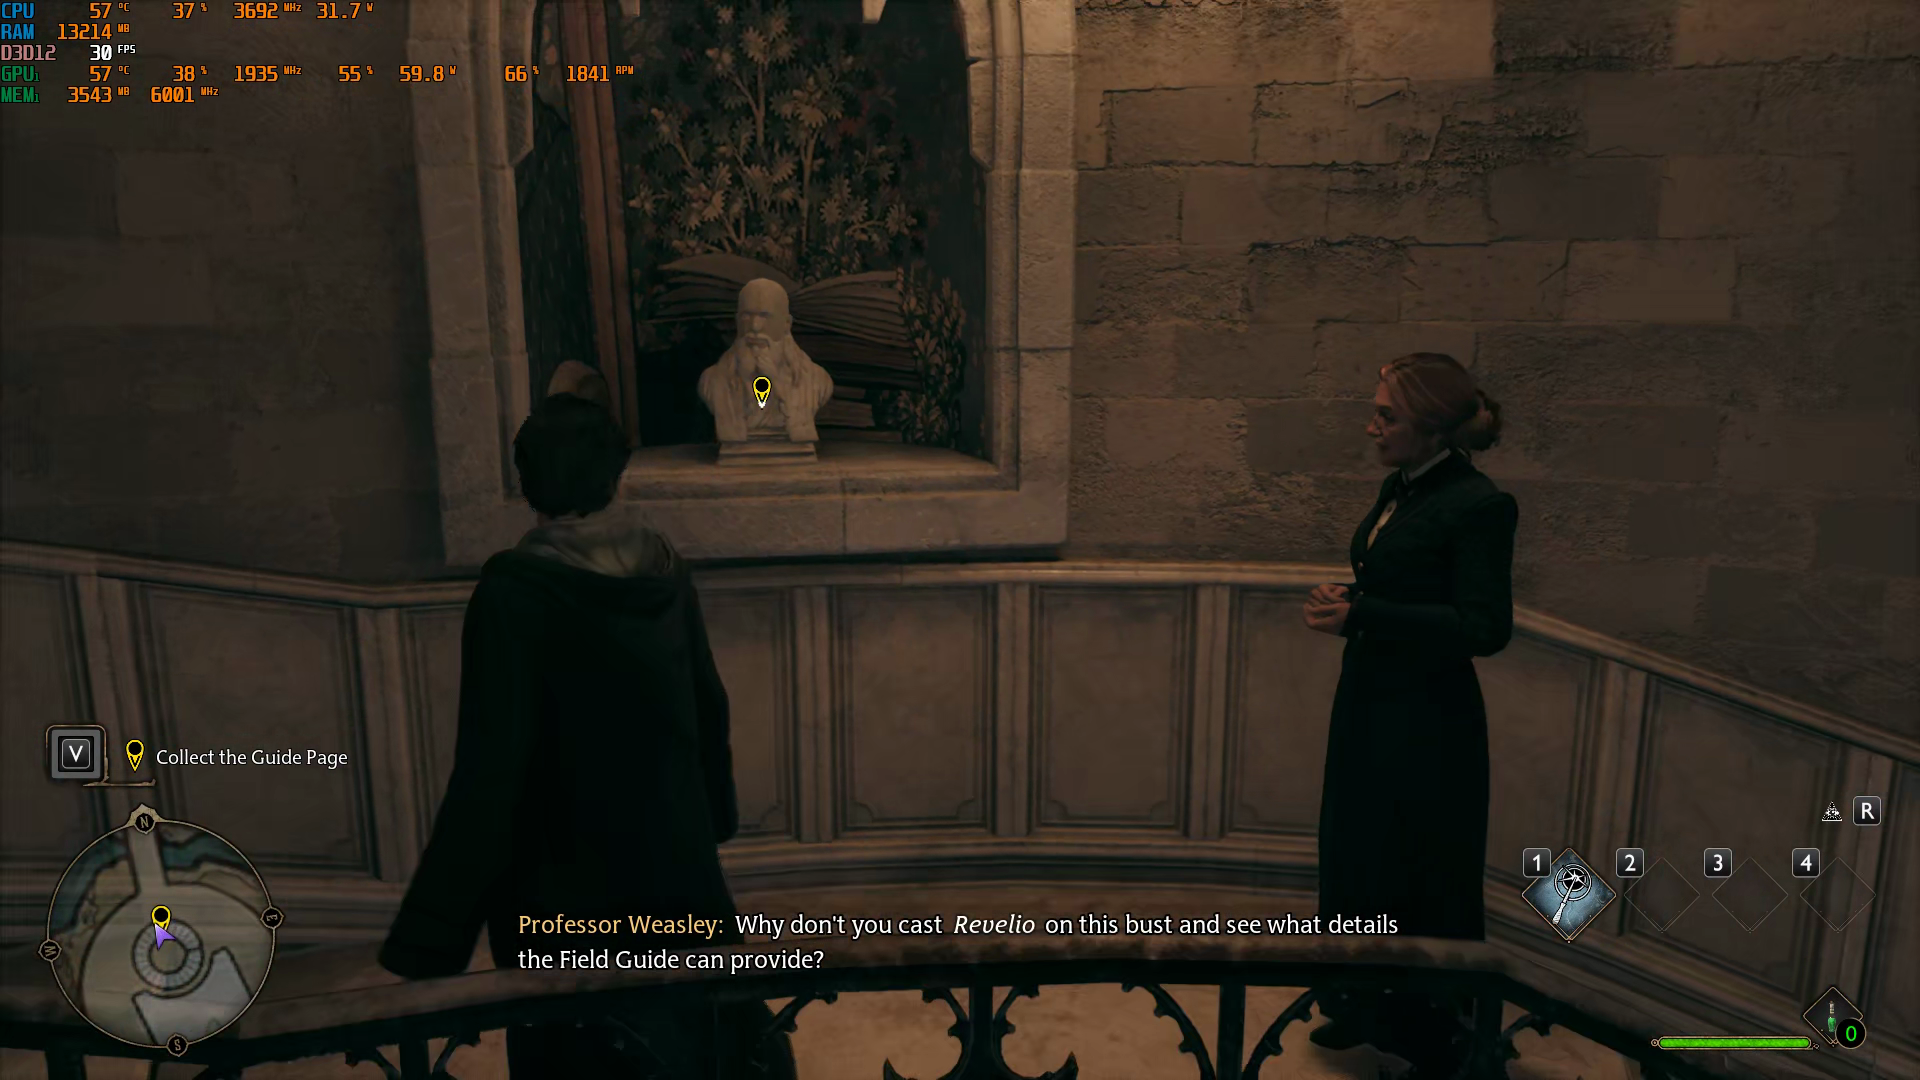 CPU 57 °C 37 % 3692 MHz 31.7 W
RAM 13214 MB
D3D12 30 FPS
GPU1 57 °C 38 % 1935 MHz 55 % 59.8 W 66 % 1841 RPM
MEM1 3543 MB 6001 MHz
V Collect the Guide Page
N
E
W
S
R
1 2 3 4
Professor Weasley: Why don't you cast Revelio on this bust and see what details
the Field Guide can provide?
0